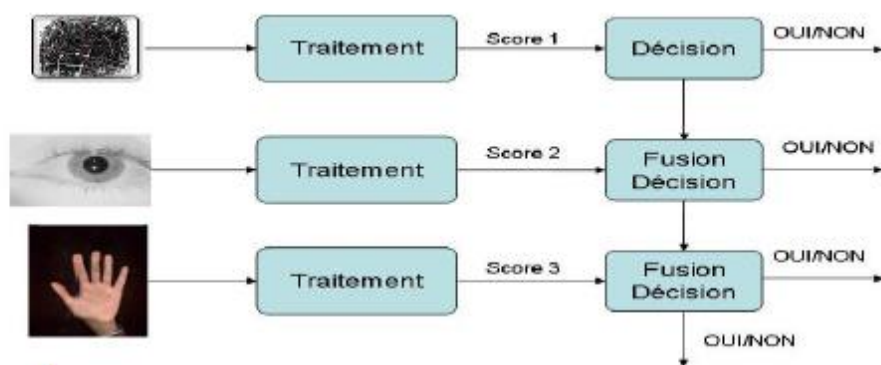 Traitement
Score 1
Décision
OUI/NON
Traitement
Score 2
Fusion
Décision
OUI/NON
Traitement
Score 3
Fusion
Décision
OUI/NON
OUI/NON